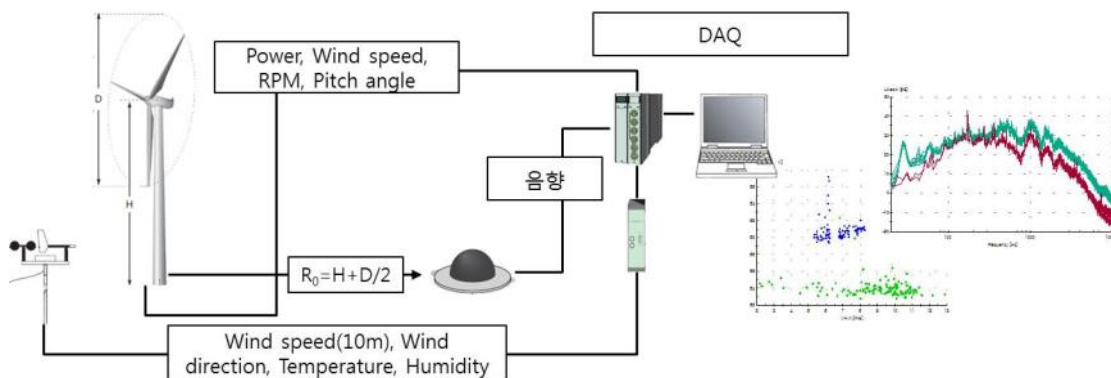 DAQ
Power, Wind speed,
RPM, Pitch angle
D
H
음향
R₀=H+D/2
Wind speed(10m), Wind
direction, Temperature, Humidity